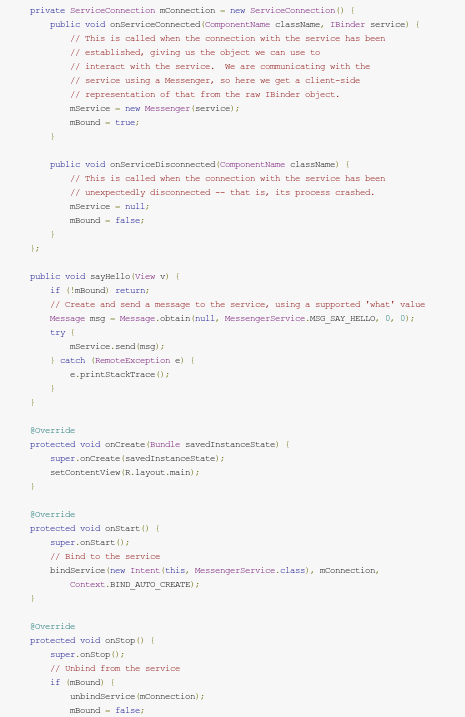 private ServiceConnection mConnection = new ServiceConnection() {
public void onServiceConnected(ComponentName className, IBinder service) {
// This is called when the connection with the service has been
// established, giving us the object we can use to
// interact with the service.  We are communicating with the
// service using a Messenger, so here we get a client-side
// representation of that from the raw IBinder object.
mService = new Messenger(service);
mBound = true;
}
public void onServiceDisconnected(ComponentName className) {
// This is called when the connection with the service has been
// unexpectedly disconnected -- that is, its process crashed.
mService = null;
mBound = false;
}
};
public void sayHello(View v) {
if (!mBound) return;
// Create and send a message to the service, using a supported 'what' value
Message msg = Message.obtain(null, MessengerService.MSG_SAY_HELLO, 0, 0);
try {
mService.send(msg);
} catch (RemoteException e) {
e.printStackTrace();
}
}
@Override
protected void onCreate(Bundle savedInstanceState) {
super.onCreate(savedInstanceState);
setContentView(R.layout.main);
}
@Override
protected void onStart() {
super.onStart();
// Bind to the service
bindService(new Intent(this, MessengerService.class), mConnection,
Context.BIND_AUTO_CREATE);
}
@Override
protected void onStop() {
super.onStop();
// Unbind from the service
if (mBound) {
unbindService(mConnection);
mBound = false;